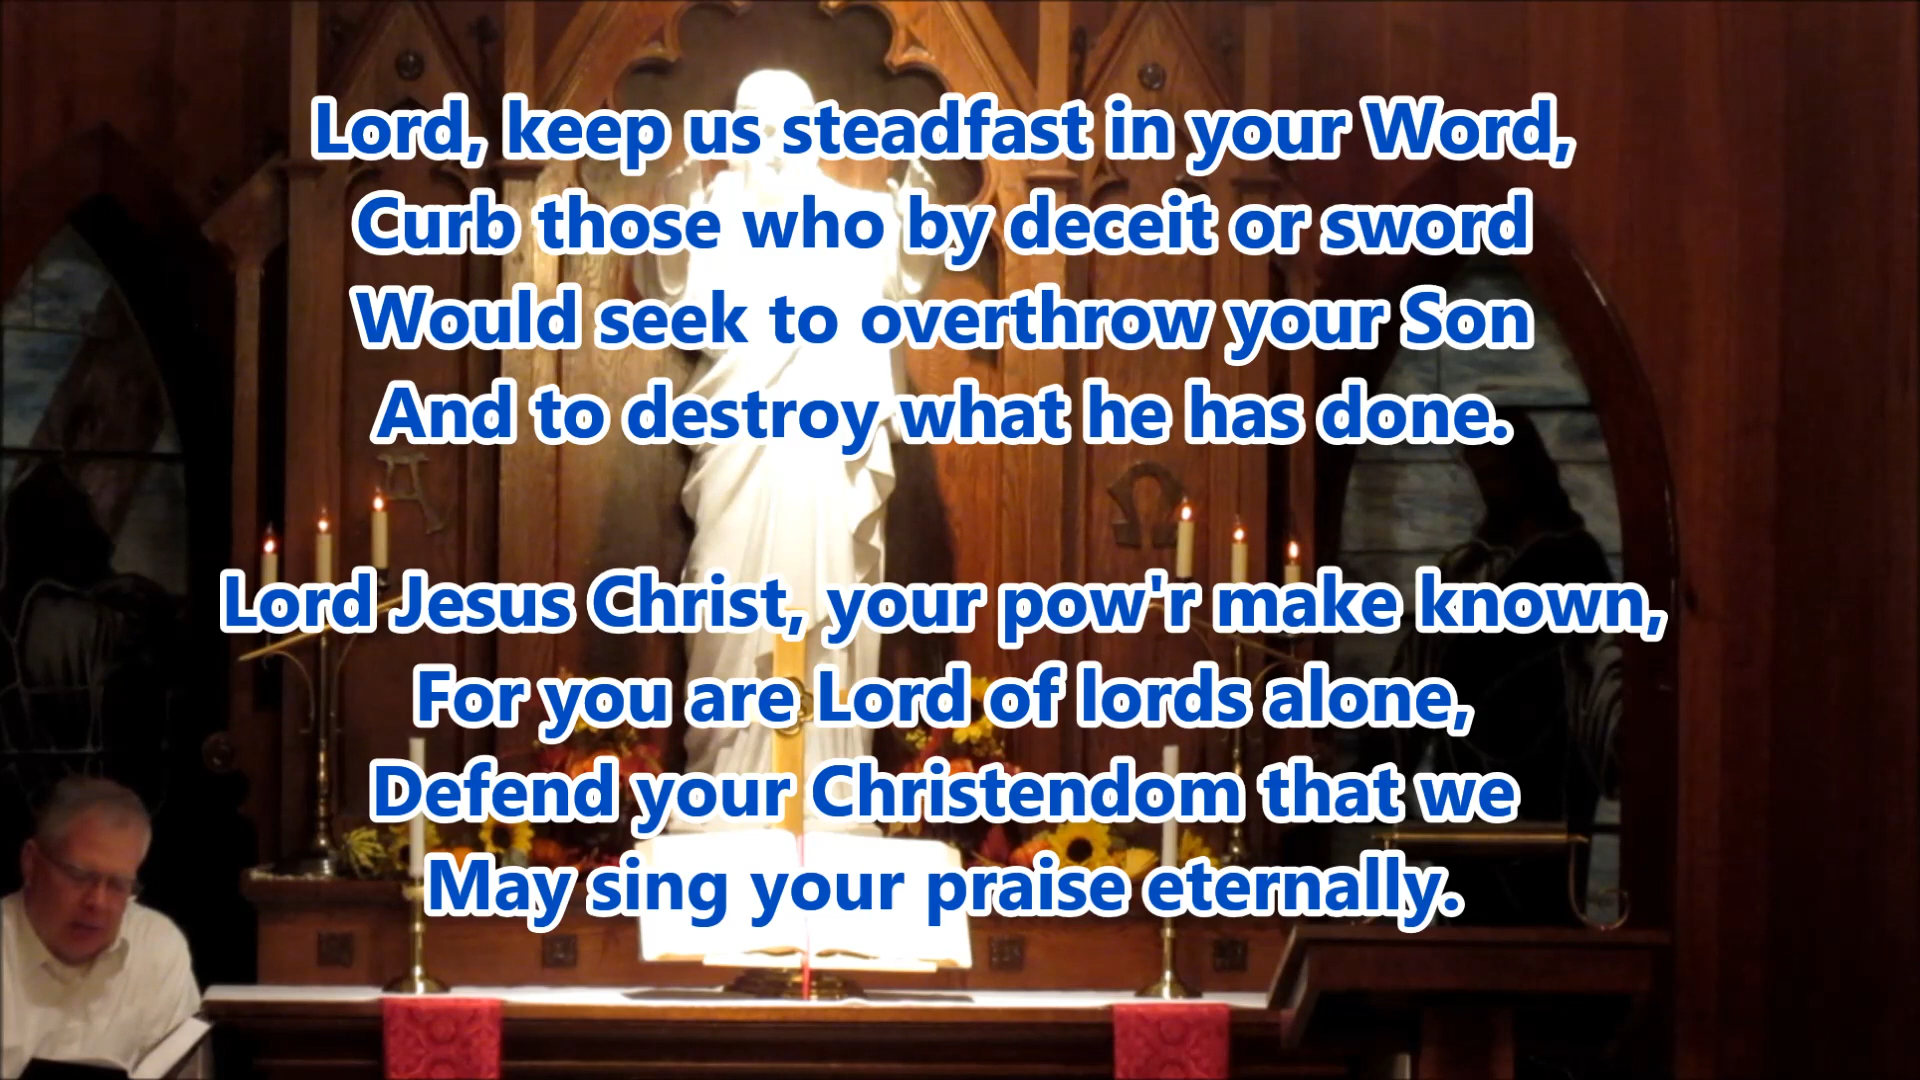 Lord, keep us steadfast in your Word,
Curb those who by deceit or sword
Would seek to overthrow your Son
And to destroy what he has done.
Lord Jesus Christ, your pow'r make known,
For you are Lord of lords alone,
Defend your Christendom that we
May sing your praise eternally.